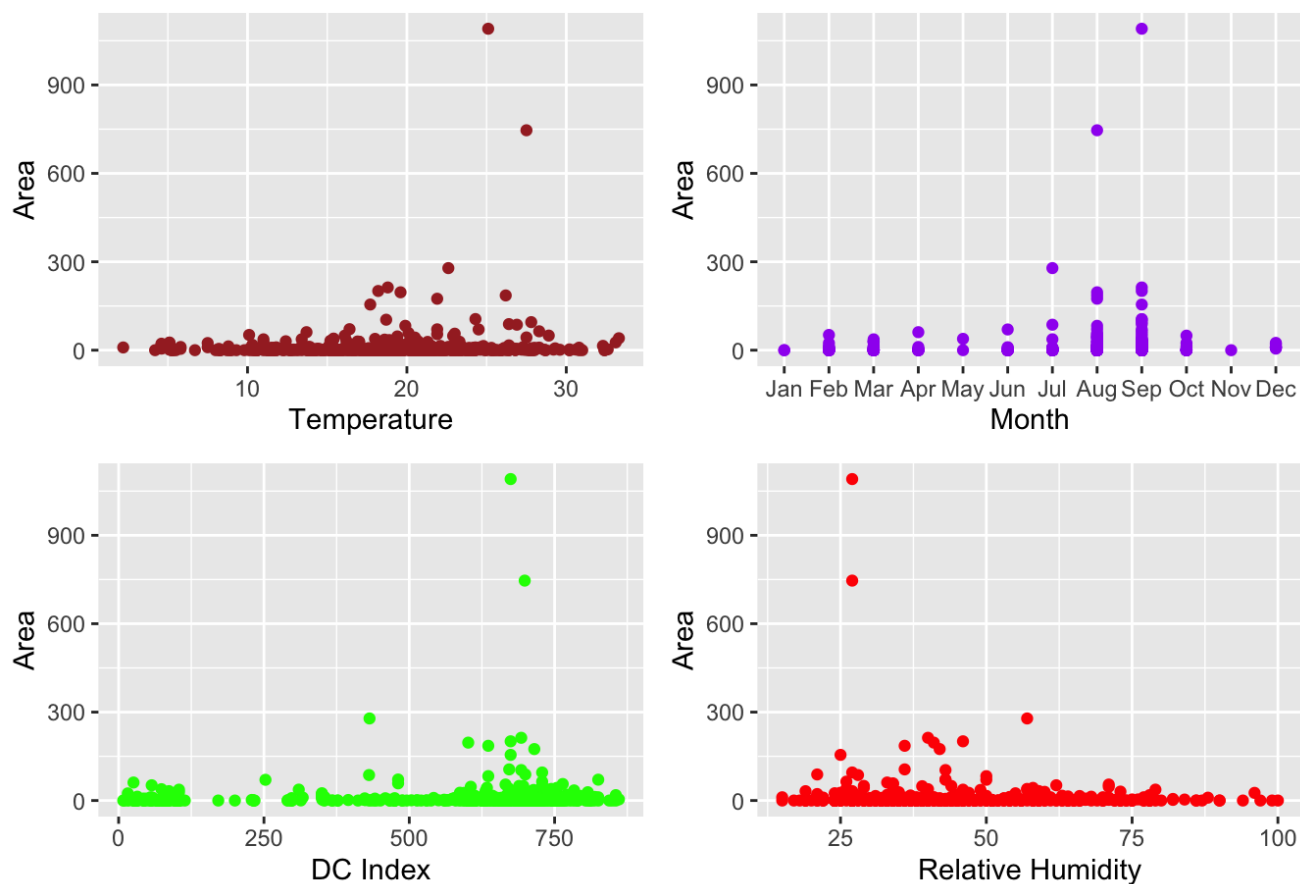 Area
900
600
300
0
10 20 30
Temperature
Area
900
600
300
0
Jan Feb Mar Apr May Jun Jul Aug Sep Oct Nov Dec
Month
Area
900
600
300
0
0 250 500 750
DC Index
Area
900
600
300
0
25 50 75 100
Relative Humidity